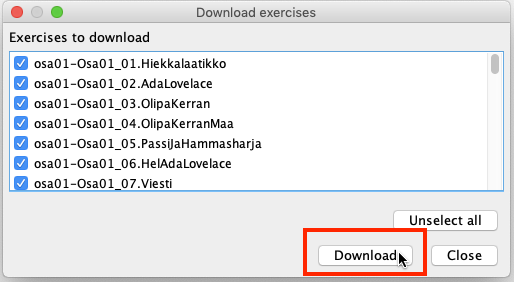 Download exercises
Exercises to download
osa01-Osa01_01.Hiekkalaatikko
osa01-Osa01_02.AdaLovelace
osa01-Osa01_03.OlipaKerran
osa01-Osa01_04.OlipaKerranMaa
osa01-Osa01_05.PassiJaHammasharja
osa01-Osa01_06.HeiAdaLovelace
osa01-Osa01_07.Viesti
Unselect all
Download
Close